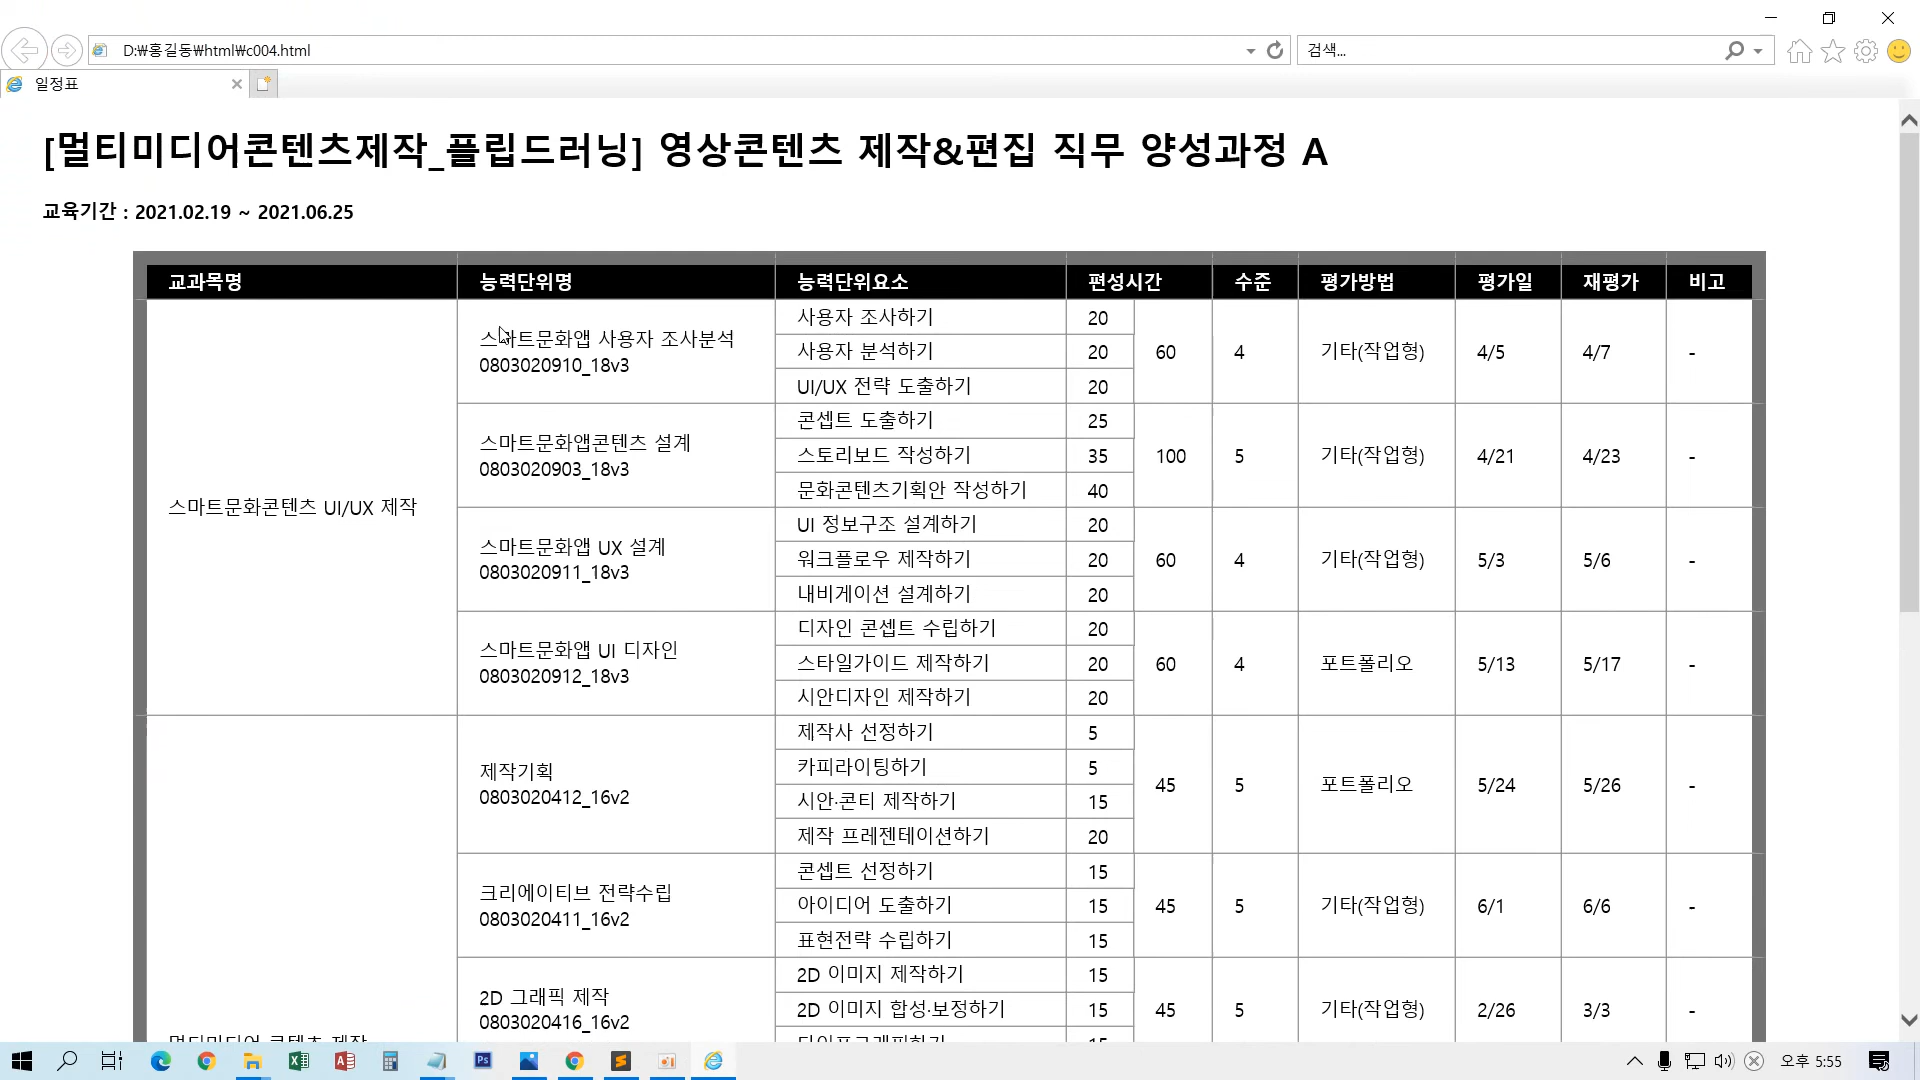 D:₩홍길동₩html₩c004.html
검색...
일정표
[멀티미디어콘텐츠제작_플립드러닝] 영상콘텐츠 제작&편집 직무 양성과정 A
교육기간 : 2021.02.19 ~ 2021.06.25
교과목명 능력단위명 능력단위요소 편성시간 수준 평가방법 평가일 재평가 비고
스마트문화콘텐츠 UI/UX 제작
스마트문화앱 사용자 조사분석
0803020910_18v3
사용자 조사하기 20
사용자 분석하기 20
UI/UX 전략 도출하기 20
60 4 기타(작업형) 4/5 4/7 -
스마트문화앱콘텐츠 설계
0803020903_18v3
콘셉트 도출하기 25
스토리보드 작성하기 35
문화콘텐츠기획안 작성하기 40
100 5 기타(작업형) 4/21 4/23 -
스마트문화앱 UX 설계
0803020911_18v3
UI 정보구조 설계하기 20
워크플로우 제작하기 20
내비게이션 설계하기 20
60 4 기타(작업형) 5/3 5/6 -
스마트문화앱 UI 디자인
0803020912_18v3
디자인 콘셉트 수립하기 20
스타일가이드 제작하기 20
시안디자인 제작하기 20
60 4 포트폴리오 5/13 5/17 -
제작기획
0803020412_16v2
제작사 선정하기 5
카피라이팅하기 5
시안·콘티 제작하기 15
제작 프레젠테이션하기 20
45 5 포트폴리오 5/24 5/26 -
크리에이티브 전략수립
0803020411_16v2
콘셉트 선정하기 15
아이디어 도출하기 15
표현전략 수립하기 15
45 5 기타(작업형) 6/1 6/6 -
2D 그래픽 제작
0803020416_16v2
2D 이미지 제작하기 15
2D 이미지 합성·보정하기 15
45 5 기타(작업형) 2/26 3/3 -
멀티미디어 콘텐츠 제작
오후 5:55